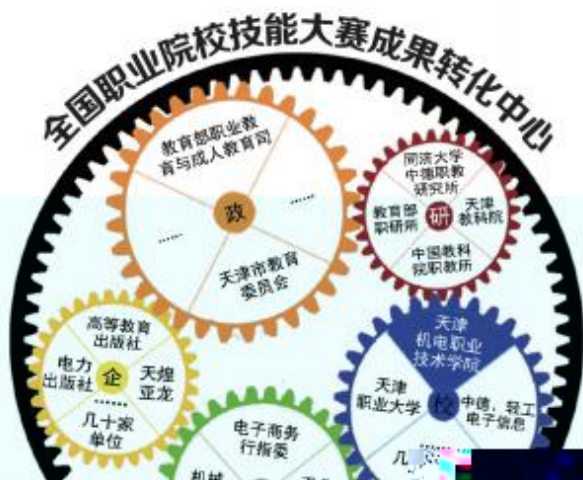 全国职业院校技能大赛成果转化中心
教育部职业教
育与成人教育司
政
……
……
天津市教育
委员会
同济大学
中德职教
研究所
教育部
职研所
研
天津
教科院
中国教科
院职教所
高等教育
出版社
电力
出版社
企
天煌
亚龙
……
几十家
单位
天津
机电职业
技术学院
天津
职业大学
校
中德、轻工
电子信息
……
电子商务
行指委
机械